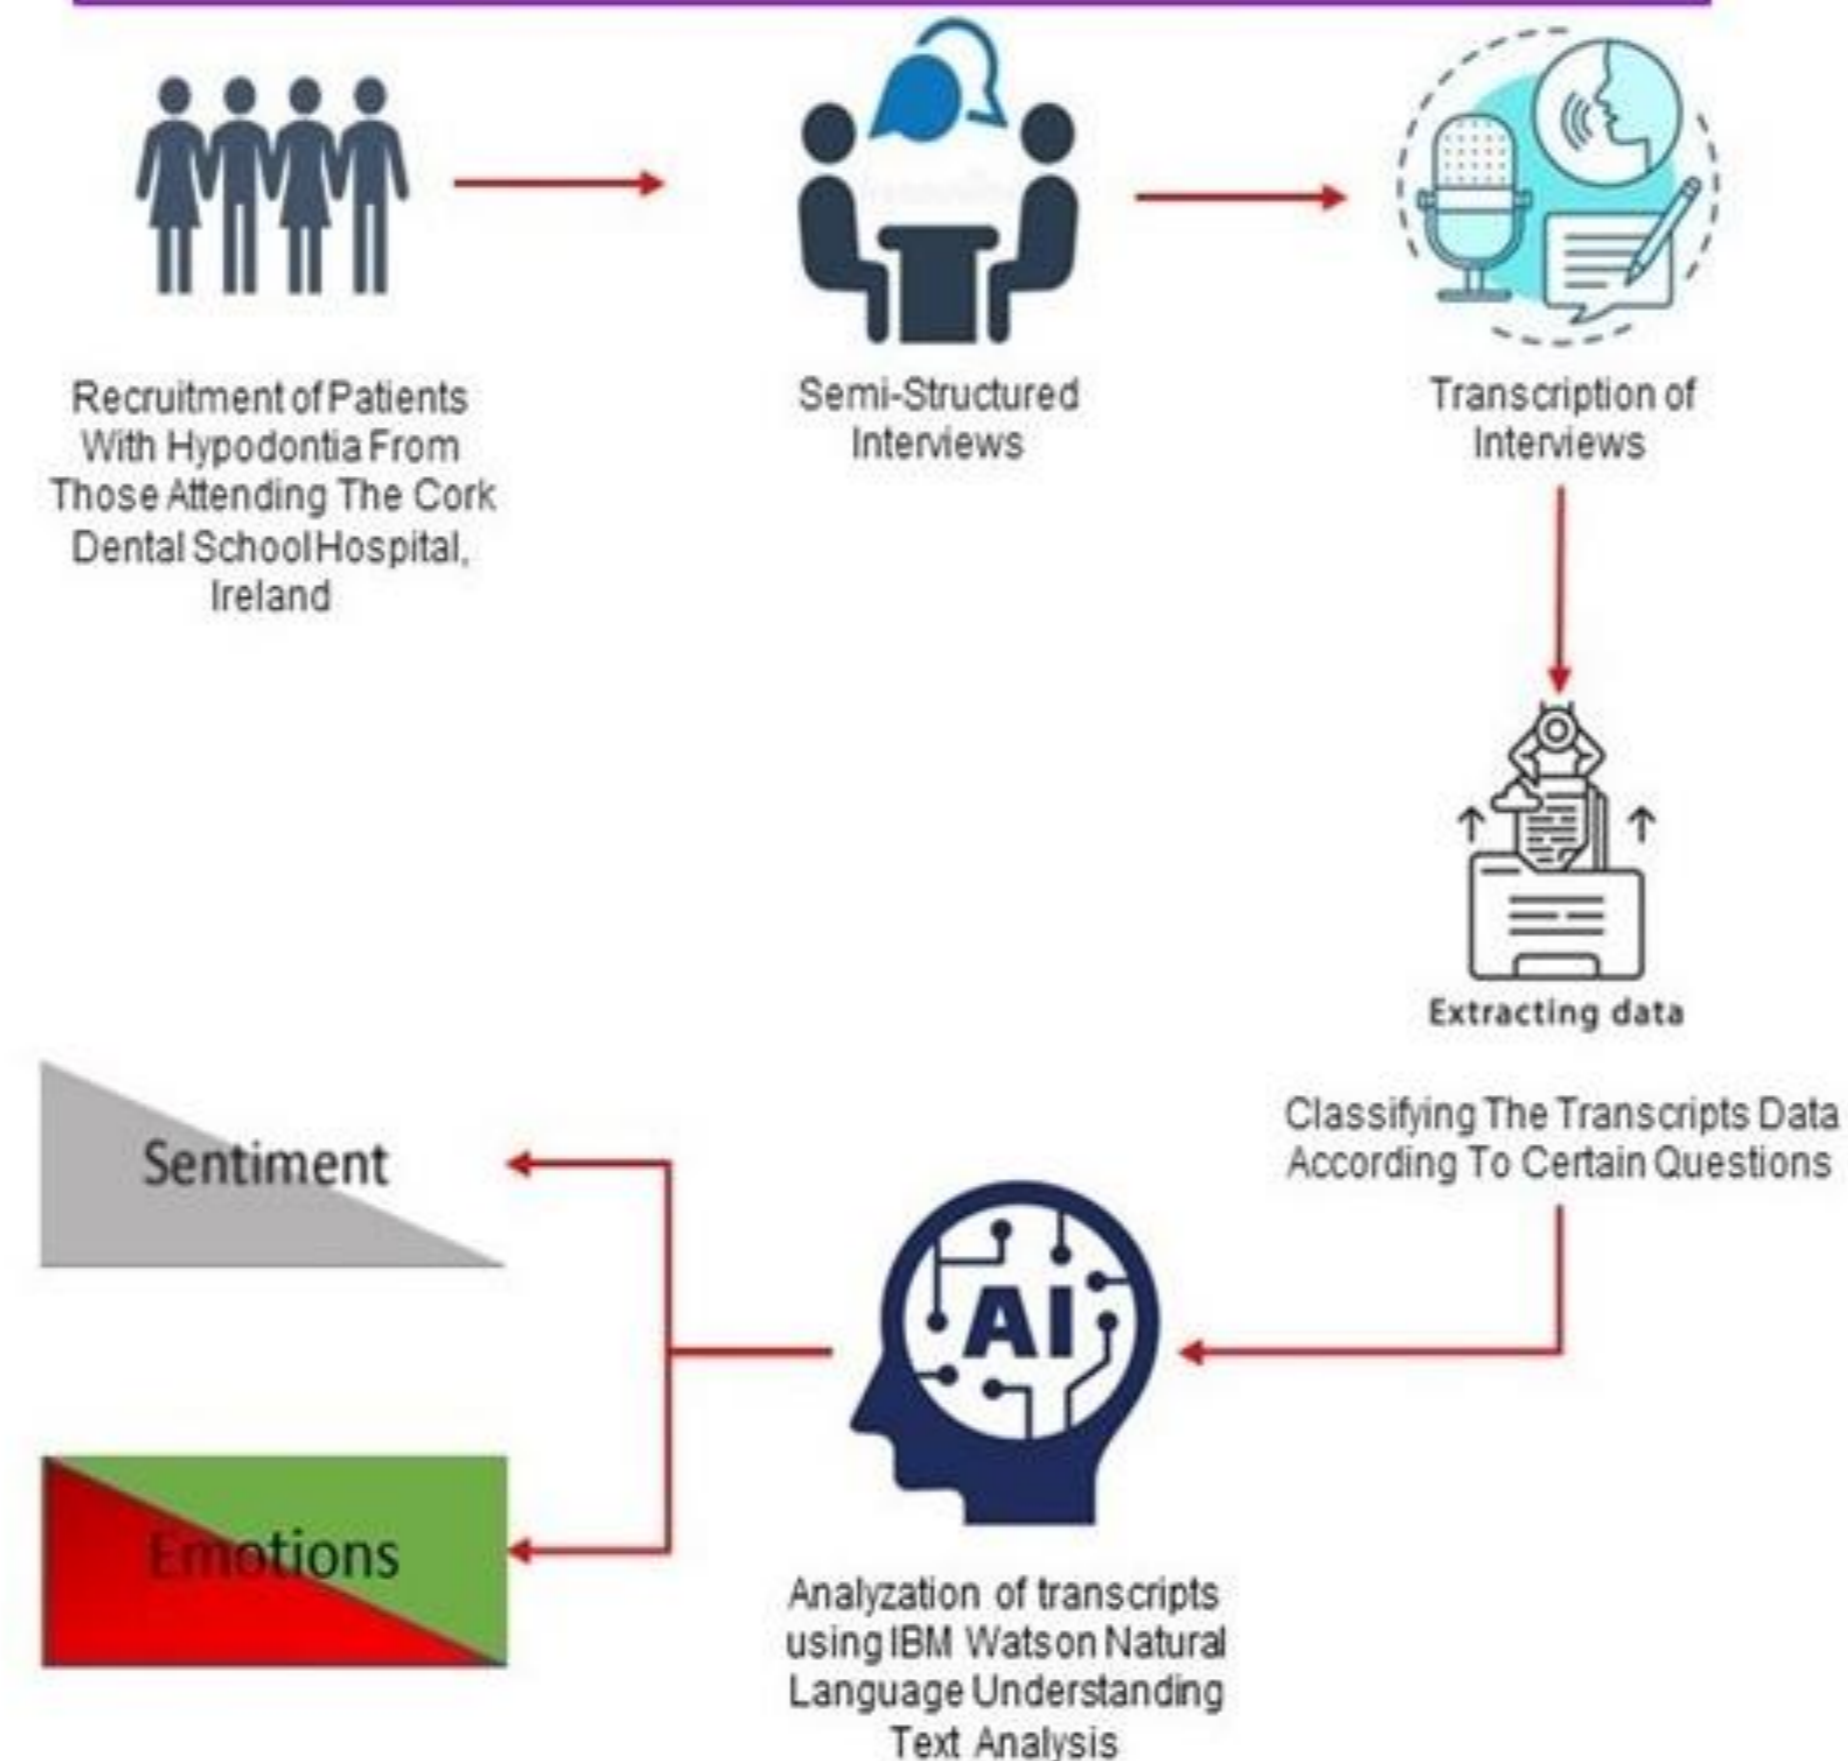 Recruitment of Patients
With Hypodontia From
Those Attending The Cork
Dental School Hospital,
Ireland
Semi-Structured
Interviews
Transcription of
Interviews
Extracting data
Classifying The Transcripts Data
According To Certain Questions
AI
Analyzation of transcripts
using IBM Watson Natural
Language Understanding
Text Analysis
Sentiment
Emotions